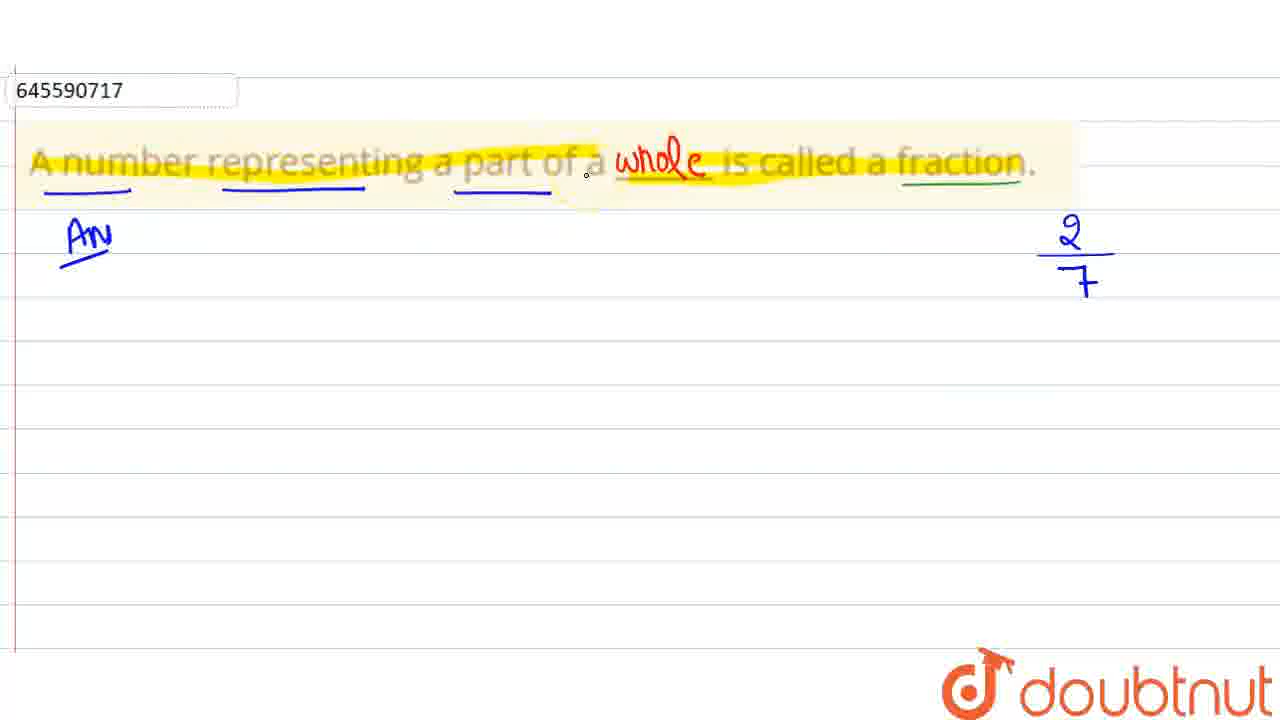 645590717
A number representing a part of a whole is called a fraction.
An
2
7
doubtnut